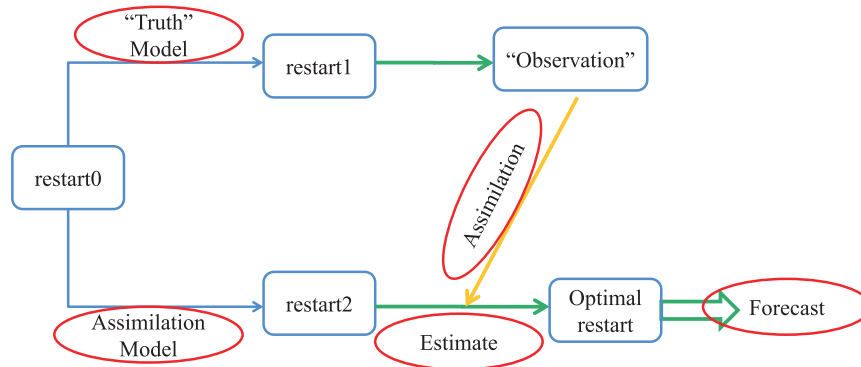 “Truth”
Model
restart1
“Observation”
restart0
Assimilation
restart2
Optimal
restart
Forecast
Assimilation
Model
Estimate